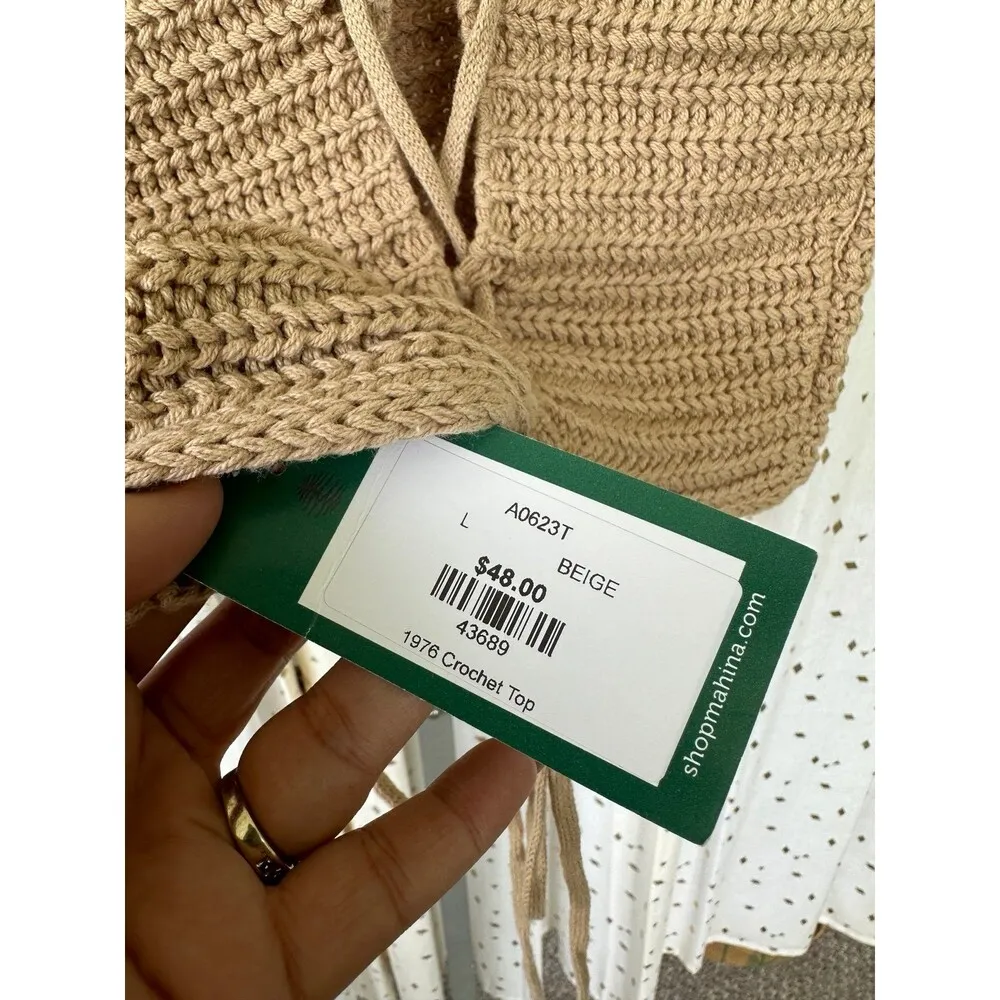 A0623T
L BEIGE
$48.00
43689
1976 Crochet Top
shopmahina.com